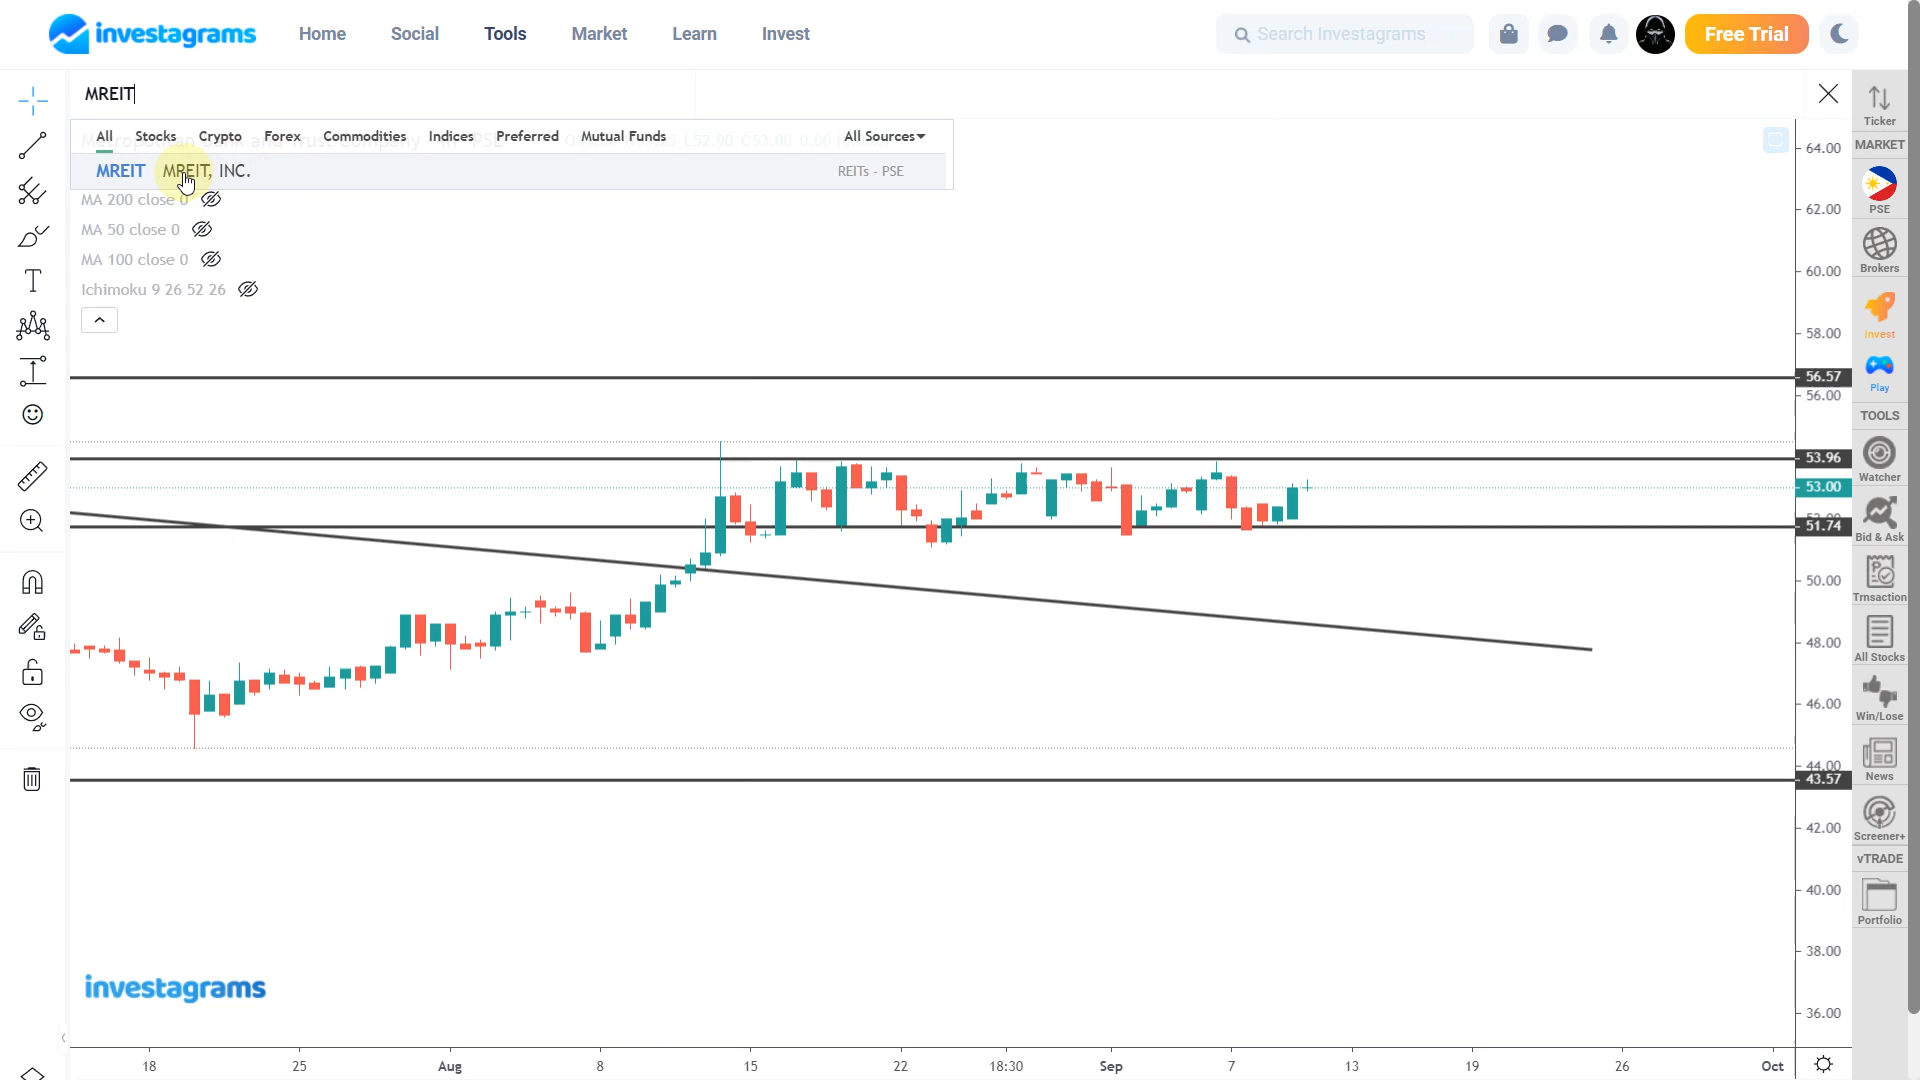 investagrams Home Social Tools Market Learn Invest Search Investagrams Free Trial
MREIT
All Stocks Crypto Forex Commodities Indices Preferred Mutual Funds All Sources
MREIT MREIT, INC. REITs - PSE
MA 200 close 0
MA 50 close 0
MA 100 close 0
Ichimoku 9 26 52 26
64.00
62.00
60.00
58.00
56.57
56.00
53.96
53.00
51.74
50.00
48.00
46.00
44.00
43.57
42.00
40.00
38.00
36.00
investagrams
18 25 Aug 8 15 22 18:30 Sep 7 13 19 26 Oct
Ticker
MARKET
PSE
Brokers
Invest
Play
TOOLS
Watcher
Bid & Ask
Trnsaction
All Stocks
Win/Lose
News
Screener+
vTRADE
Portfolio